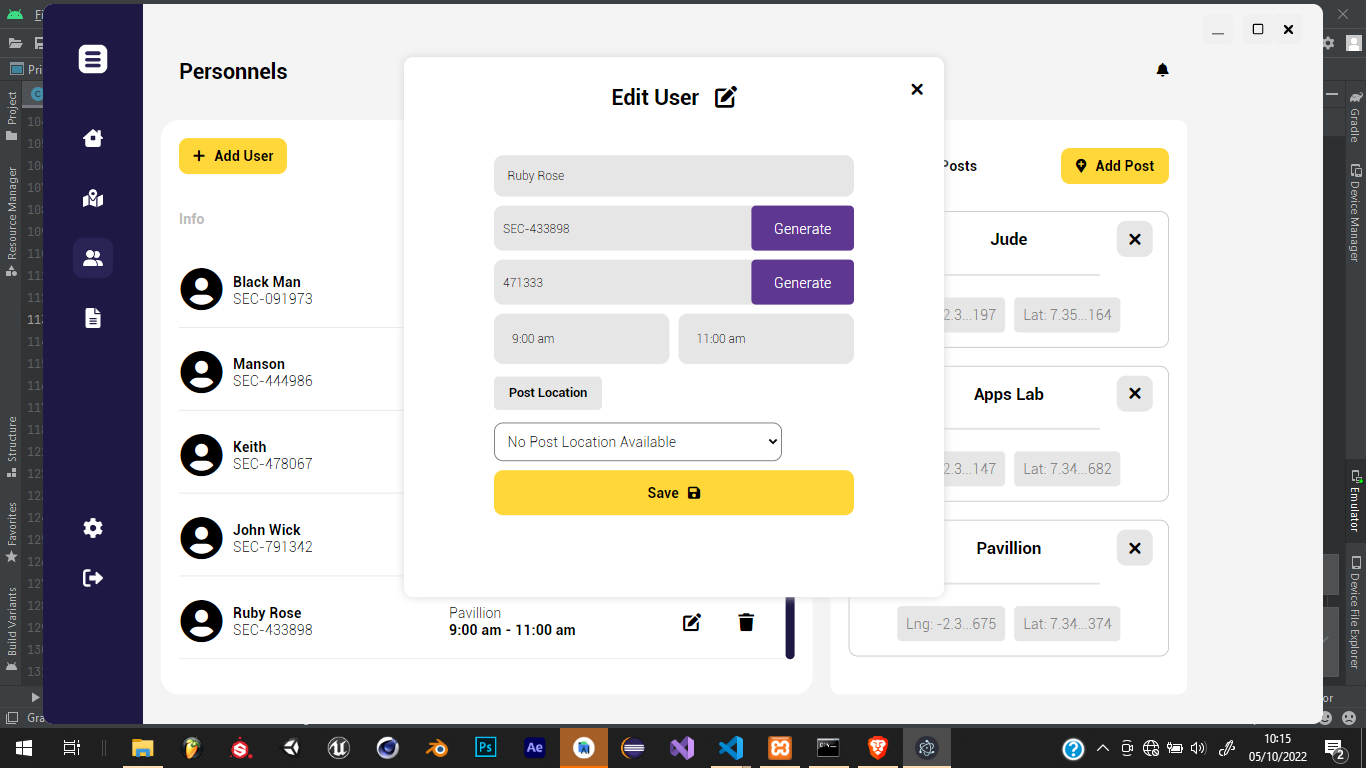 Personnels
Add User
Info
Black Man
SEC-091973
Manson
SEC-444986
Keith
SEC-478067
John Wick
SEC-791342
Ruby Rose
SEC-433898
Pavillion
9:00 am - 11:00 am
Edit User
Ruby Rose
SEC-433898
Generate
471333
Generate
9:00 am
11:00 am
Post Location
No Post Location Available
Save
Posts
Add Post
Jude
2.3...197
Lat: 7.35...164
Apps Lab
2.3...147
Lat: 7.34...682
Pavillion
Lng: -2.3...675
Lat: 7.34...374
Project
Resource Manager
Structure
Favorites
Build Variants
Gradle
Device Manager
Emulator
Device File Explorer
Ps
Ae
10:15
05/10/2022
2